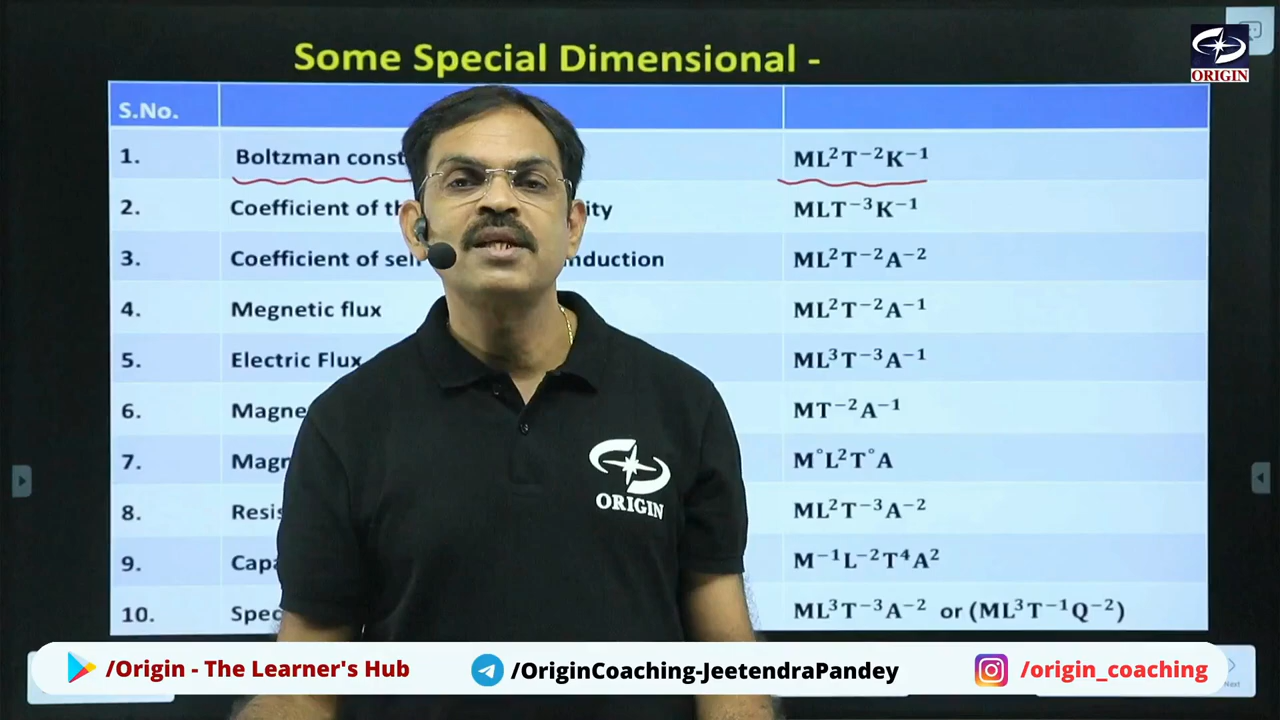 Some Special Dimensional -
ORIGIN
S.No.
1. Boltzman const ML²T⁻²K⁻¹
2. Coefficient of th ity MLT⁻³K⁻¹
3. Coefficient of self nduction ML²T⁻²A⁻²
4. Megnetic flux ML²T⁻²A⁻¹
5. Electric Flux ML³T⁻³A⁻¹
6. Magne MT⁻²A⁻¹
7. Magn M°L²T°A
8. Resis ML²T⁻³A⁻²
9. Capa M⁻¹L⁻²T⁴A²
10. Spec ML³T⁻³A⁻² or (ML³T⁻¹Q⁻²)
ORIGIN
/Origin - The Learner's Hub
/OriginCoaching-JeetendraPandey
/origin_coaching
Next